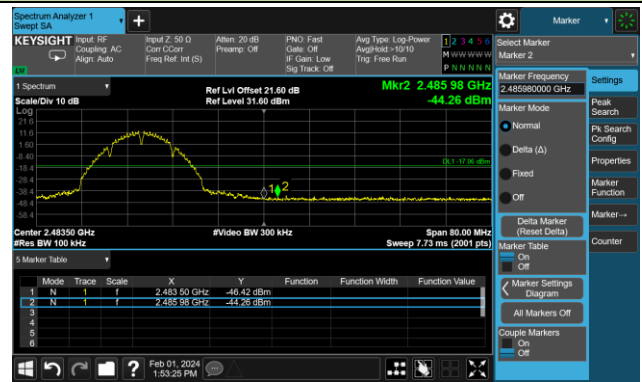 Spectrum Analyzer 1
Swept SA
KEYSIGHT
Input: RF
Coupling: AC
Align: Auto
Input Z: 50 Ω
Corr CCorr
Freq Ref: Int (S)
Atten: 20 dB
Preamp: Off
PNO: Fast
Gate: Off
IF Gain: Low
Sig Track: Off
Avg Type: Log-Power
Avg|Hold:>10/10
Trig: Free Run
1 2 3 4 5 6
M W W W W W
P N N N N N
1 Spectrum
Scale/Div 10 dB
Ref Lvl Offset 21.60 dB
Ref Level 31.60 dBm
Mkr2 2.485 98 GHz
-44.26 dBm
Log
21.6
11.6
1.60
-8.40
-18.4
-28.4
-38.4
-48.4
-58.4
DL1 -17.06 dBm
1
2
Center 2.48350 GHz
#Video BW 300 kHz
Span 80.00 MHz
#Res BW 100 kHz
Sweep 7.73 ms (2001 pts)
5 Marker Table
Mode Trace Scale X Y Function Function Width Function Value
1 N 1 f 2.483 50 GHz -46.42 dBm
2 N 1 f 2.485 98 GHz -44.26 dBm
3
4
5
6
Feb 01, 2024
1:53:25 PM
Marker
Select Marker
Marker 2
Marker Frequency
2.485980000 GHz
Marker Mode
Normal
Delta (Δ)
Fixed
Off
Delta Marker
(Reset Delta)
Marker Table
On
Off
Marker Settings
Diagram
All Markers Off
Couple Markers
On
Off
Settings
Peak
Search
Pk Search
Config
Properties
Marker
Function
Marker→
Counter